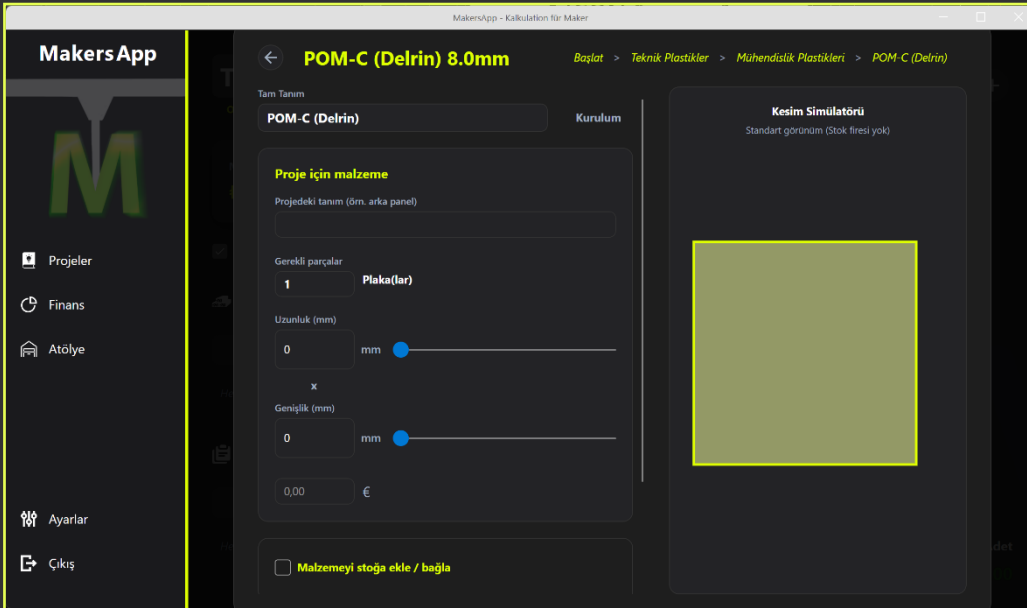 MakersApp - Kalkulation für Maker
MakersApp
POM-C (Delrin) 8.0mm
Başlat > Teknik Plastikler > Mühendislik Plastikleri > POM-C (Delrin)
Tam Tanım
POM-C (Delrin)
Kurulum
Kesim Simülatörü
Standart görünüm (Stok firesi yok)
M
Proje için malzeme
Projedeki tanım (örn. arka panel)
Gerekli parçalar
1
Plaka(lar)
Uzunluk (mm)
0
mm
x
Genişlik (mm)
0
mm
0,00
€
Malzemeyi stoğa ekle / bağla
Projeler
Finans
Atölye
Ayarlar
Çıkış